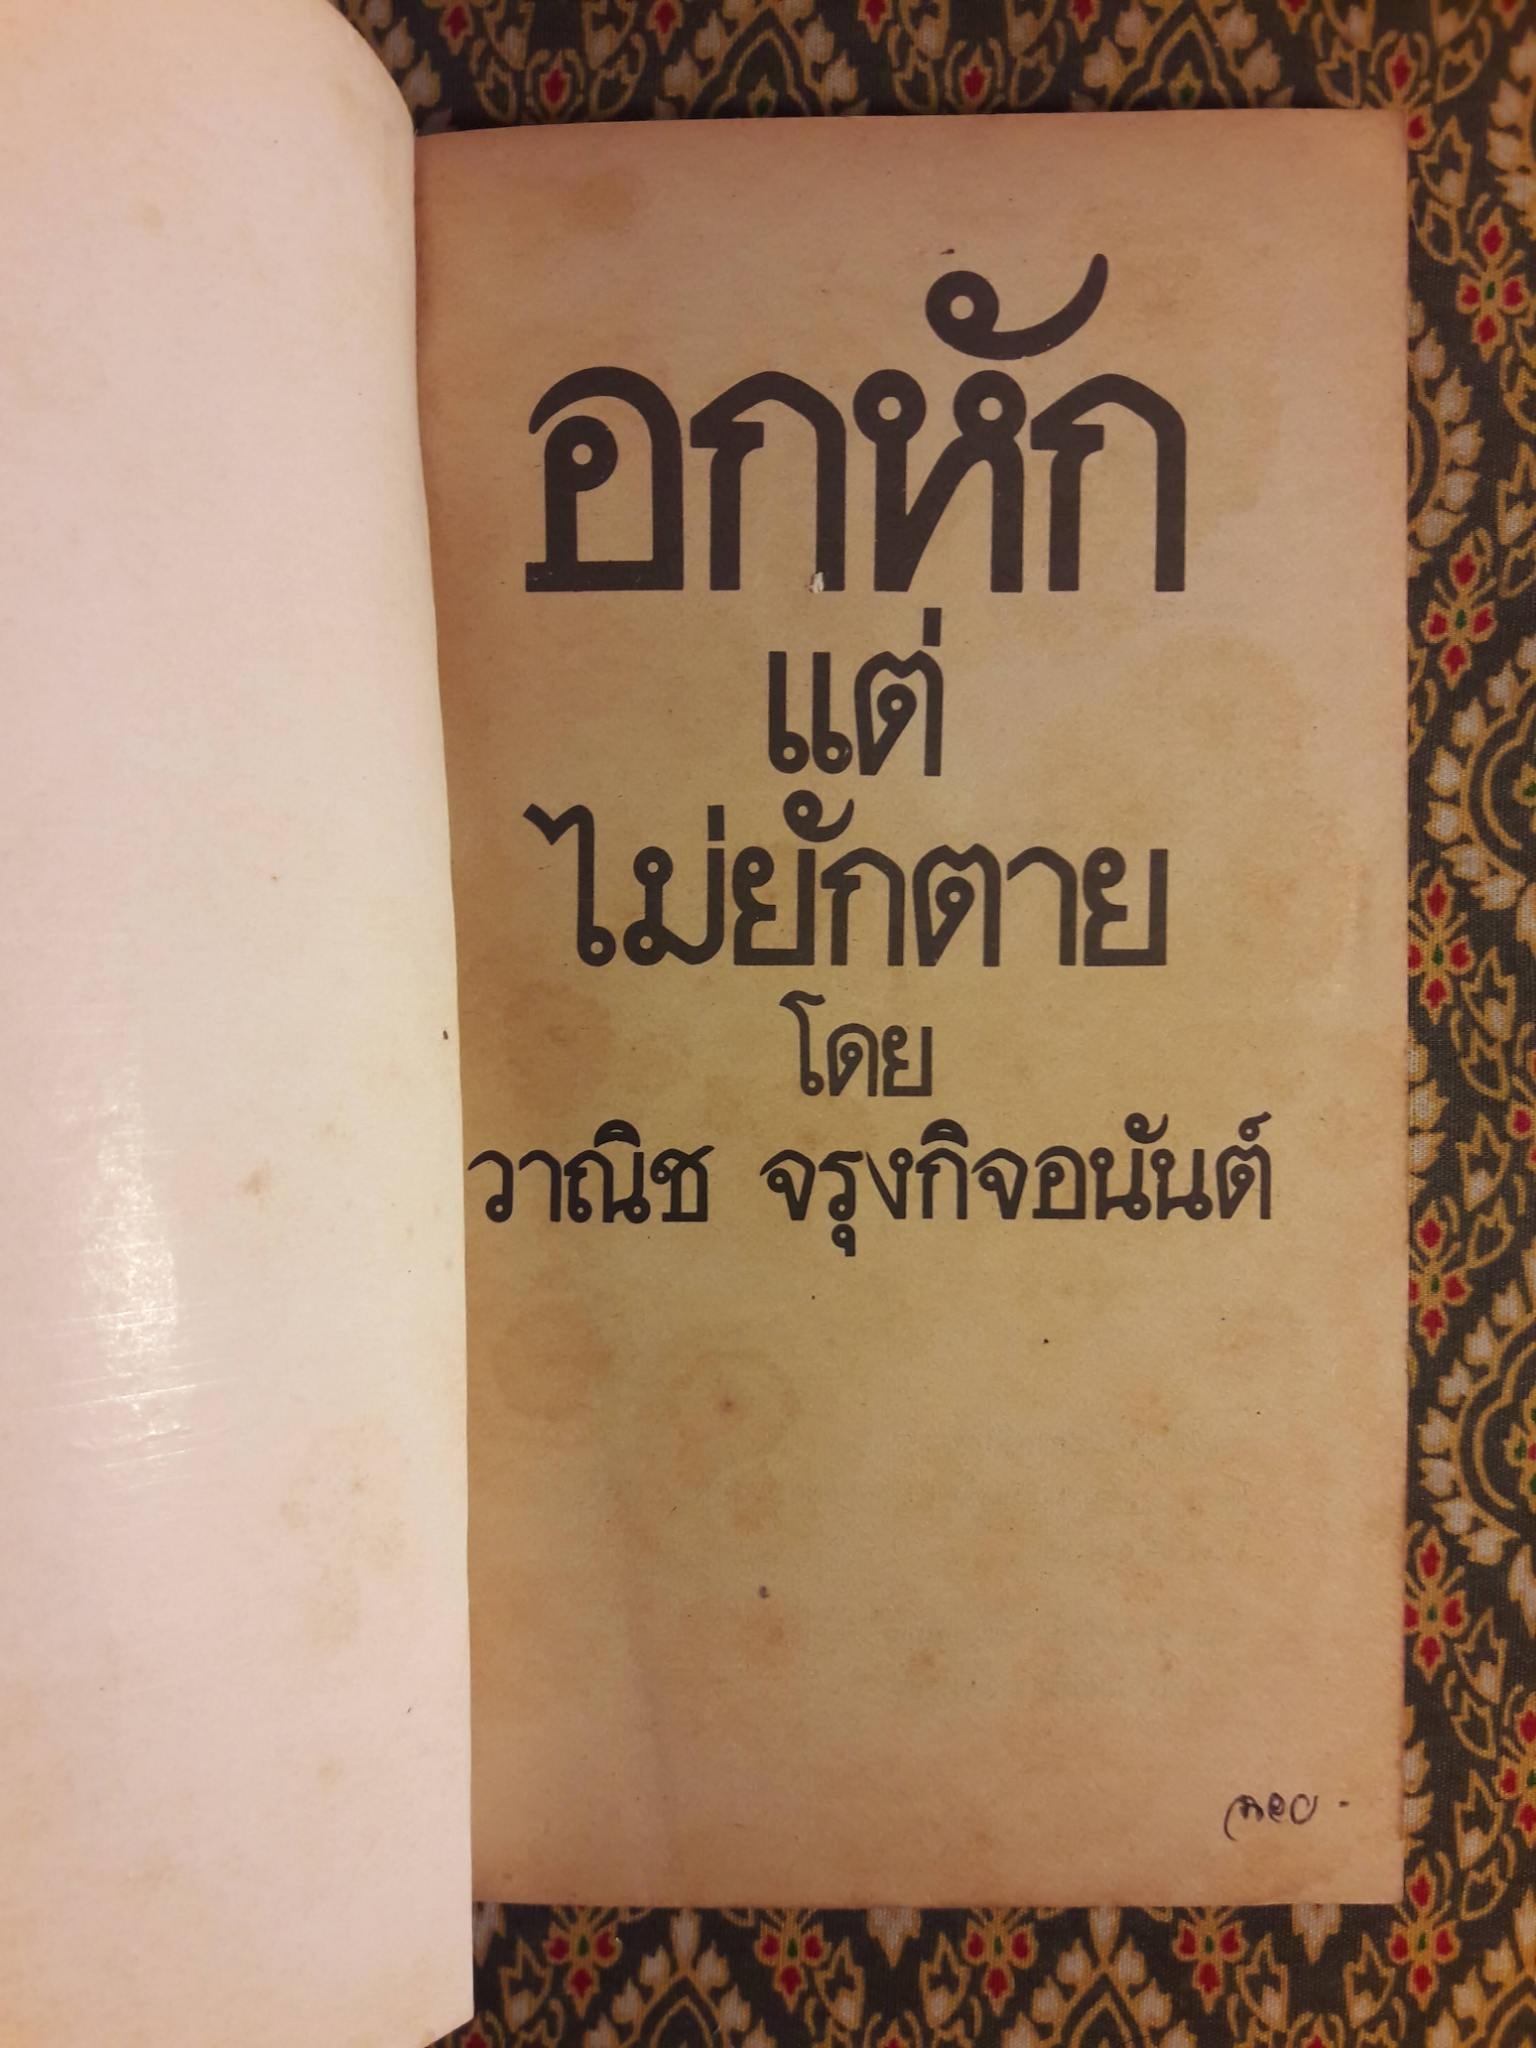 อกหัก
แต่
ไม่ยักตาย
โดย
วาณิช จรุงกิจอนันต์